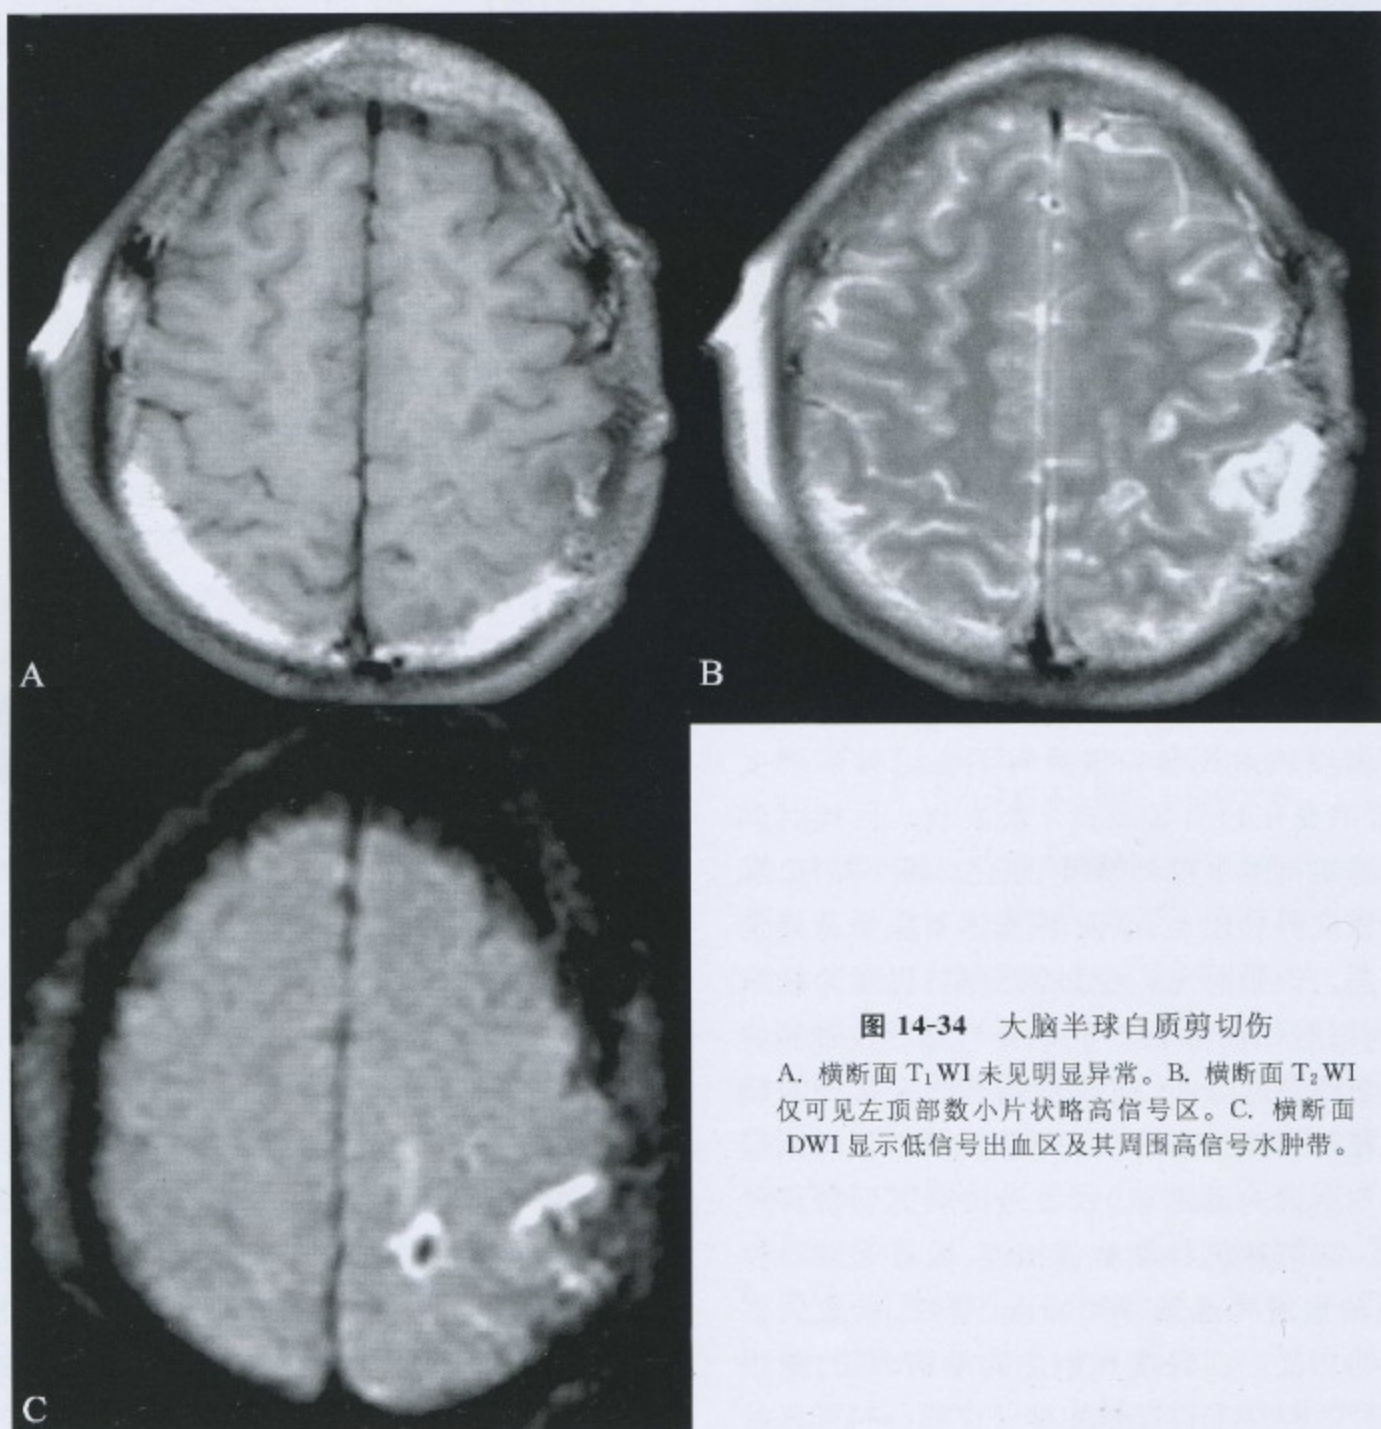 A
B
C
图 14-34 大脑半球白质剪切伤
A. 横断面 T₁WI 未见明显异常。B. 横断面 T₂WI
仅可见左顶部数小片状略高信号区。C. 横断面
DWI 显示低信号出血区及其周围高信号水肿带。